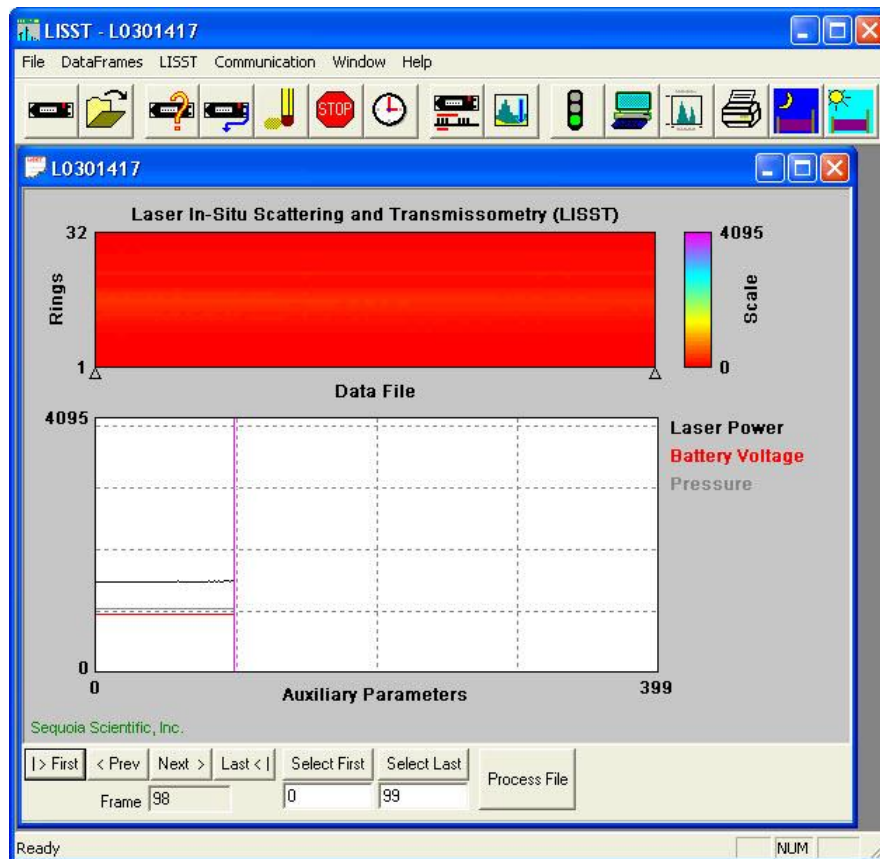 LISST - L0301417
File DataFrames LISST Communication Window Help
STOP
L0301417
Laser In-Situ Scattering and Transmissometry (LISST)
32
4095
Rings
Scale
1
0
Data File
4095
Laser Power
Battery Voltage
Pressure
0
0
399
Auxiliary Parameters
Sequoia Scientific, Inc.
|> First < Prev Next > Last <| Select First Select Last Process File
Frame 98 0 99
Ready NUM